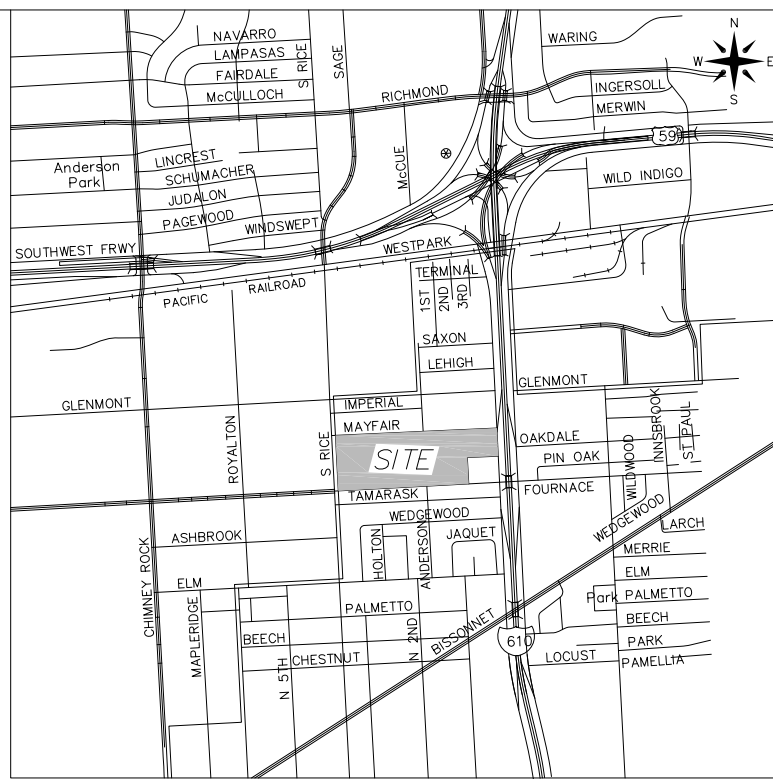 NAVARRO
LAMPASAS
FAIRDALE
McCULLOCH
S RICE
SAGE
RICHMOND
WARING
N
W E
S
INGERSOLL
MERWIN
59
Anderson
Park
LINCREST
SCHUMACHER
JUDALON
PAGEWOOD
WINDSWEPT
McCUE
WILD INDIGO
SOUTHWEST FRWY
WESTPARK
PACIFIC RAILROAD
TERMINAL
1ST
2ND
3RD
SAXON
LEHIGH
GLENMONT
GLENMONT
IMPERIAL
MAYFAIR
ROYALTON
S RICE
SITE
OAKDALE
PIN OAK
WILDWOOD
INNSBROOK
ST PAUL
TAMARASK
FOURNACE
WEDGEWOOD
WEDGEWOOD
ASHBROOK
HOLTON
ANDERSON
JAQUET
LARCH
MERRIE
CHIMNEY ROCK
ELM
ELM
MAPLERIDGE
PALMETTO
Park
PALMETTO
BEECH
BEECH
N 5TH
CHESTNUT
N 2ND
BISSONNET
610
PARK
LOCUST
PAMELLIA